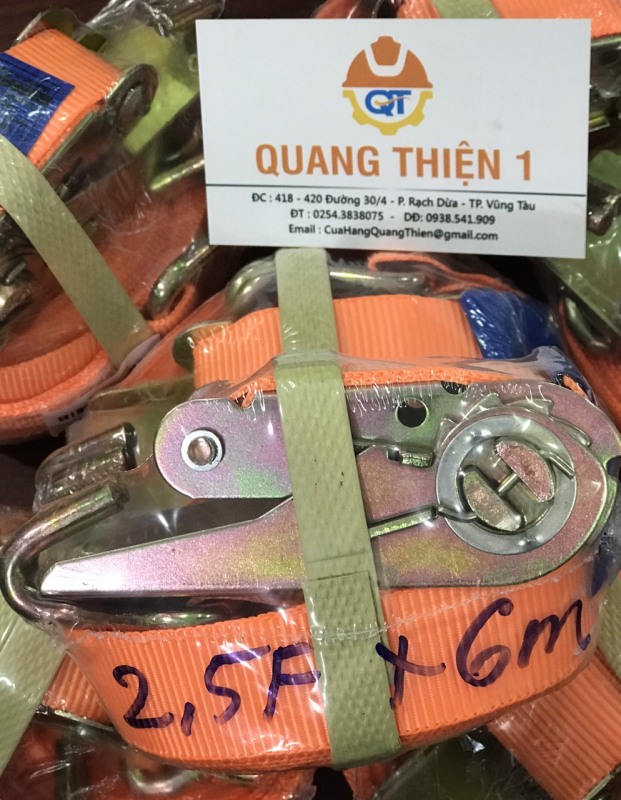 QT
QUANG THIỆN 1
ĐC : 418 - 420 Đường 30/4 - P. Rạch Dừa - TP. Vũng Tàu
ĐT : 0254.3838075 - DĐ: 0938.541.909
Email : CuaHangQuangThien@gmail.com
2,5F x 6m